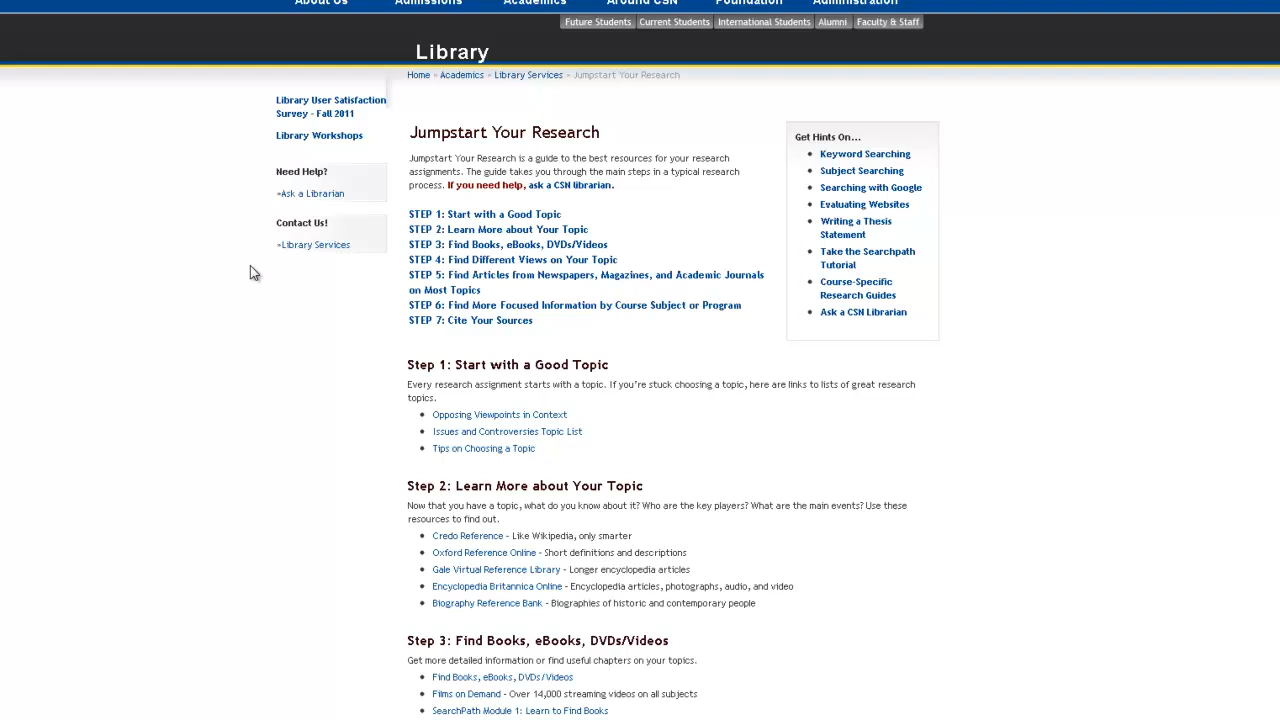 About Us Admissions Academics Around CSN Foundation Administration
Future Students Current Students International Students Alumni Faculty & Staff
Library
Home » Academics » Library Services » Jumpstart Your Research
Library User Satisfaction
Survey - Fall 2011
Library Workshops
Need Help?
»Ask a Librarian
Contact Us!
»Library Services
Jumpstart Your Research
Jumpstart Your Research is a guide to the best resources for your research
assignments. The guide takes you through the main steps in a typical research
process. If you need help, ask a CSN librarian.
STEP 1: Start with a Good Topic
STEP 2: Learn More about Your Topic
STEP 3: Find Books, eBooks, DVDs/Videos
STEP 4: Find Different Views on Your Topic
STEP 5: Find Articles from Newspapers, Magazines, and Academic Journals
on Most Topics
STEP 6: Find More Focused Information by Course Subject or Program
STEP 7: Cite Your Sources
Get Hints On...
Keyword Searching
Subject Searching
Searching with Google
Evaluating Websites
Writing a Thesis
Statement
Take the Searchpath
Tutorial
Course-Specific
Research Guides
Ask a CSN Librarian
Step 1: Start with a Good Topic
Every research assignment starts with a topic. If you're stuck choosing a topic, here are links to lists of great research
topics.
Opposing Viewpoints in Context
Issues and Controversies Topic List
Tips on Choosing a Topic
Step 2: Learn More about Your Topic
Now that you have a topic, what do you know about it? Who are the key players? What are the main events? Use these
resources to find out.
Credo Reference - Like Wikipedia, only smarter
Oxford Reference Online - Short definitions and descriptions
Gale Virtual Reference Library - Longer encyclopedia articles
Encyclopedia Britannica Online - Encyclopedia articles, photographs, audio, and video
Biography Reference Bank - Biographies of historic and contemporary people
Step 3: Find Books, eBooks, DVDs/Videos
Get more detailed information or find useful chapters on your topics.
Find Books, eBooks, DVDs/Videos
Films on Demand - Over 14,000 streaming videos on all subjects
SearchPath Module 1: Learn to Find Books